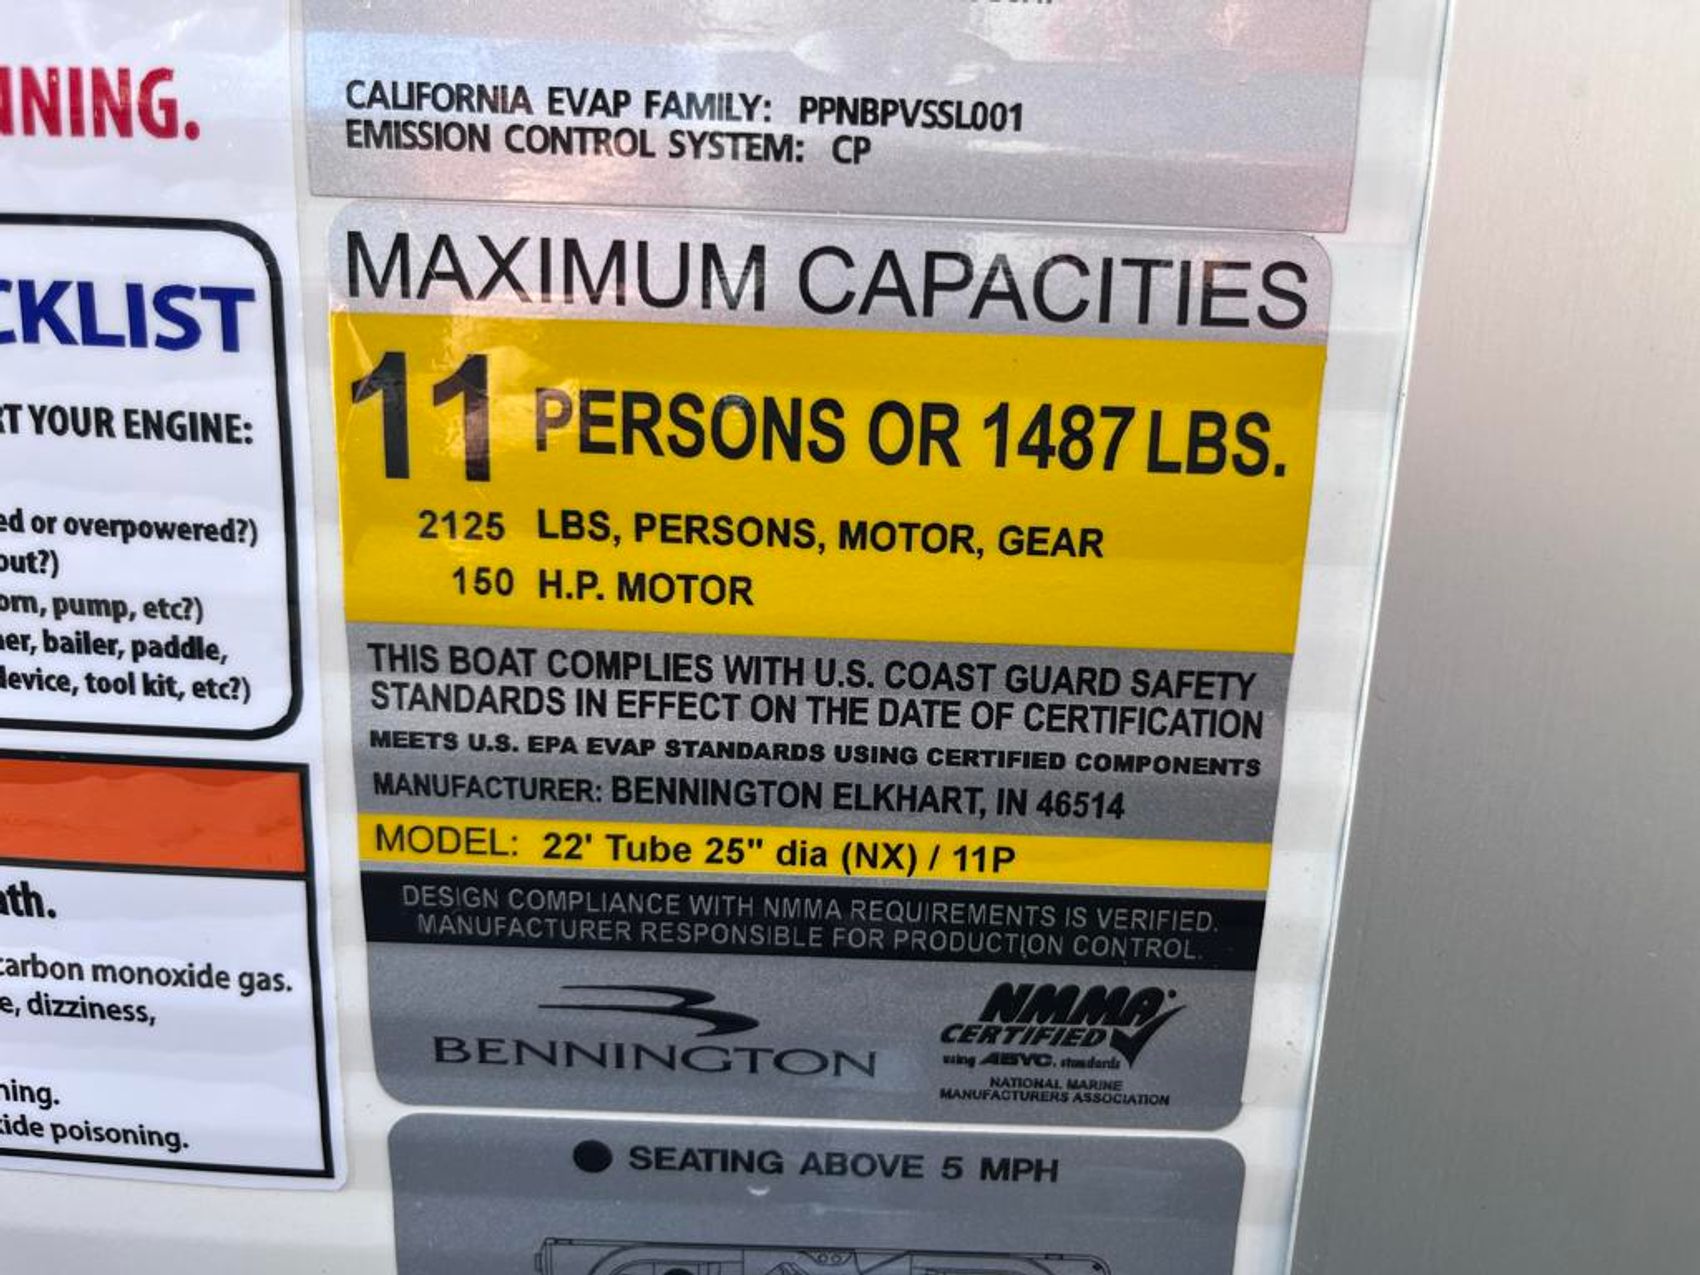 NNING.
CKLIST
RT YOUR ENGINE:
ed or overpowered?)
out?)
orn, pump, etc?)
er, bailer, paddle,
device, tool kit, etc?)
ath.
carbon monoxide gas.
e, dizziness,
ning.
ide poisoning.
CALIFORNIA EVAP FAMILY: PPNBPVSSL001
EMISSION CONTROL SYSTEM: CP
MAXIMUM CAPACITIES
11 PERSONS OR 1487 LBS.
2125 LBS, PERSONS, MOTOR, GEAR
150 H.P. MOTOR
THIS BOAT COMPLIES WITH U.S. COAST GUARD SAFETY
STANDARDS IN EFFECT ON THE DATE OF CERTIFICATION
MEETS U.S. EPA EVAP STANDARDS USING CERTIFIED COMPONENTS
MANUFACTURER: BENNINGTON ELKHART, IN 46514
MODEL: 22' Tube 25" dia (NX) / 11P
DESIGN COMPLIANCE WITH NMMA REQUIREMENTS IS VERIFIED.
MANUFACTURER RESPONSIBLE FOR PRODUCTION CONTROL.
BENNINGTON
NMMA
CERTIFIED
using ABYC. standards
NATIONAL MARINE
MANUFACTURERS ASSOCIATION
SEATING ABOVE 5 MPH